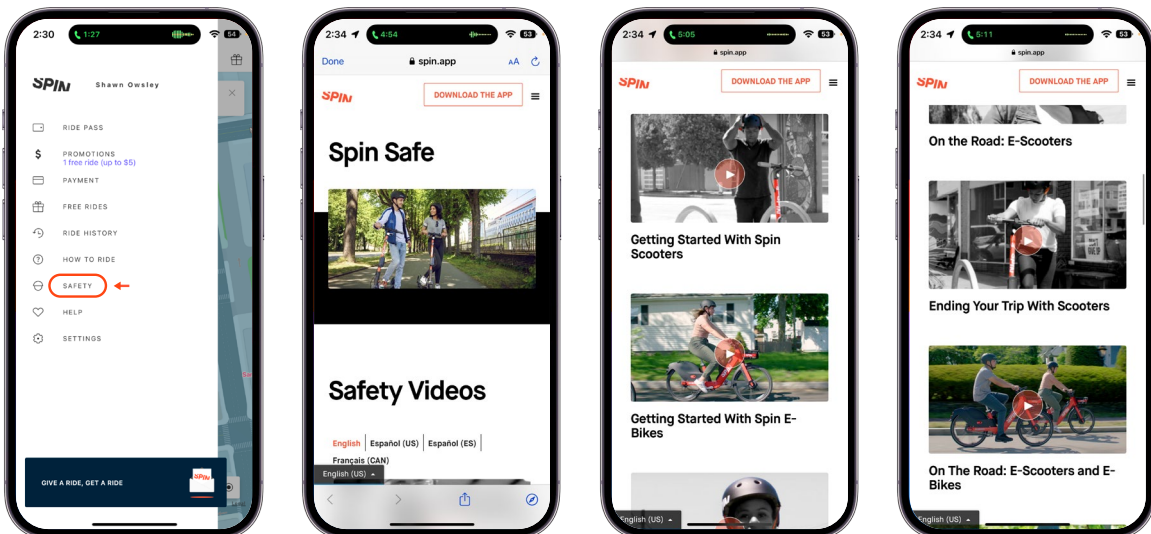 2:30
1:27
54
SPIN
Shawn Owsley
RIDE PASS
PROMOTIONS
1 free ride (up to $5)
PAYMENT
FREE RIDES
RIDE HISTORY
HOW TO RIDE
SAFETY
HELP
SETTINGS
GIVE A RIDE, GET A RIDE
SPIN
2:34
4:54
53
Done
spin.app
AA
SPIN
DOWNLOAD THE APP
Spin Safe
Safety Videos
English
Español (US)
Español (ES)
Français (CAN)
English (US)
2:34
5:05
53
spin.app
SPIN
DOWNLOAD THE APP
Getting Started With Spin
Scooters
Getting Started With Spin E-
Bikes
English (US)
2:34
5:11
53
spin.app
SPIN
DOWNLOAD THE APP
On the Road: E-Scooters
Ending Your Trip With Scooters
On The Road: E-Scooters and E-
Bikes
English (US)